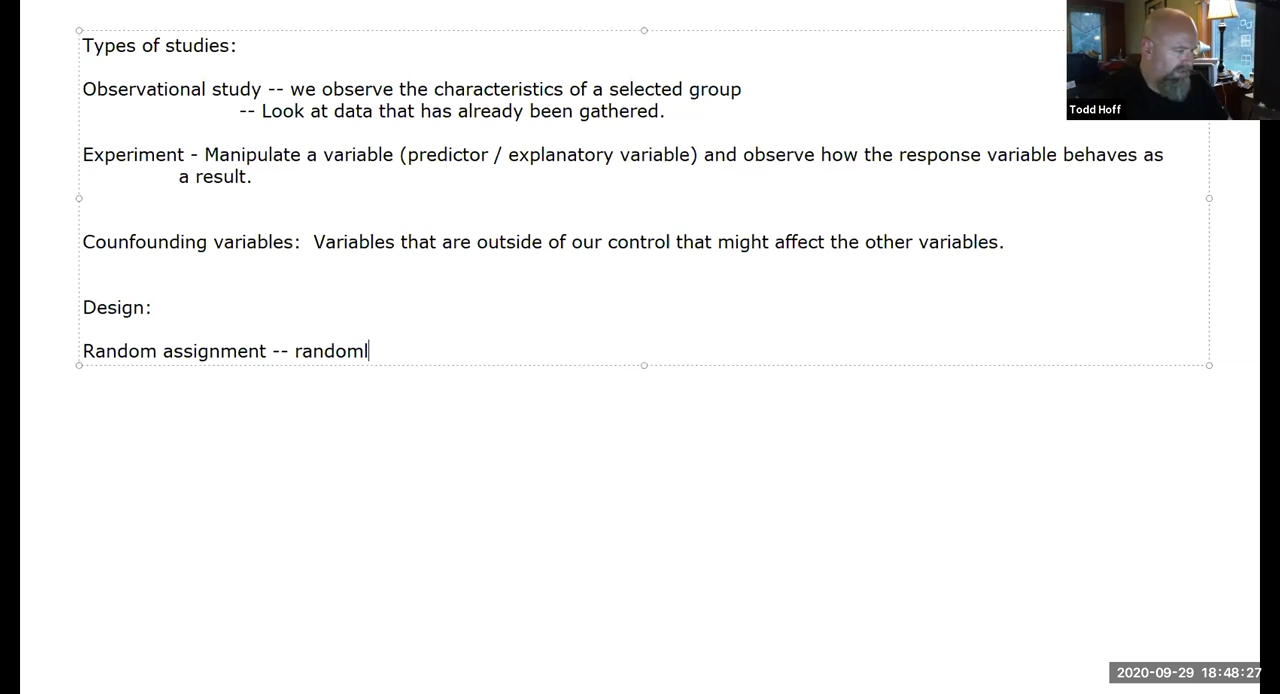 Types of studies:
Observational study -- we observe the characteristics of a selected group
-- Look at data that has already been gathered.
Experiment - Manipulate a variable (predictor / explanatory variable) and observe how the response variable behaves as
a result.
Counfounding variables:  Variables that are outside of our control that might affect the other variables.
Design:
Random assignment -- randoml
Todd Hoff
2020-09-29 18:48:27